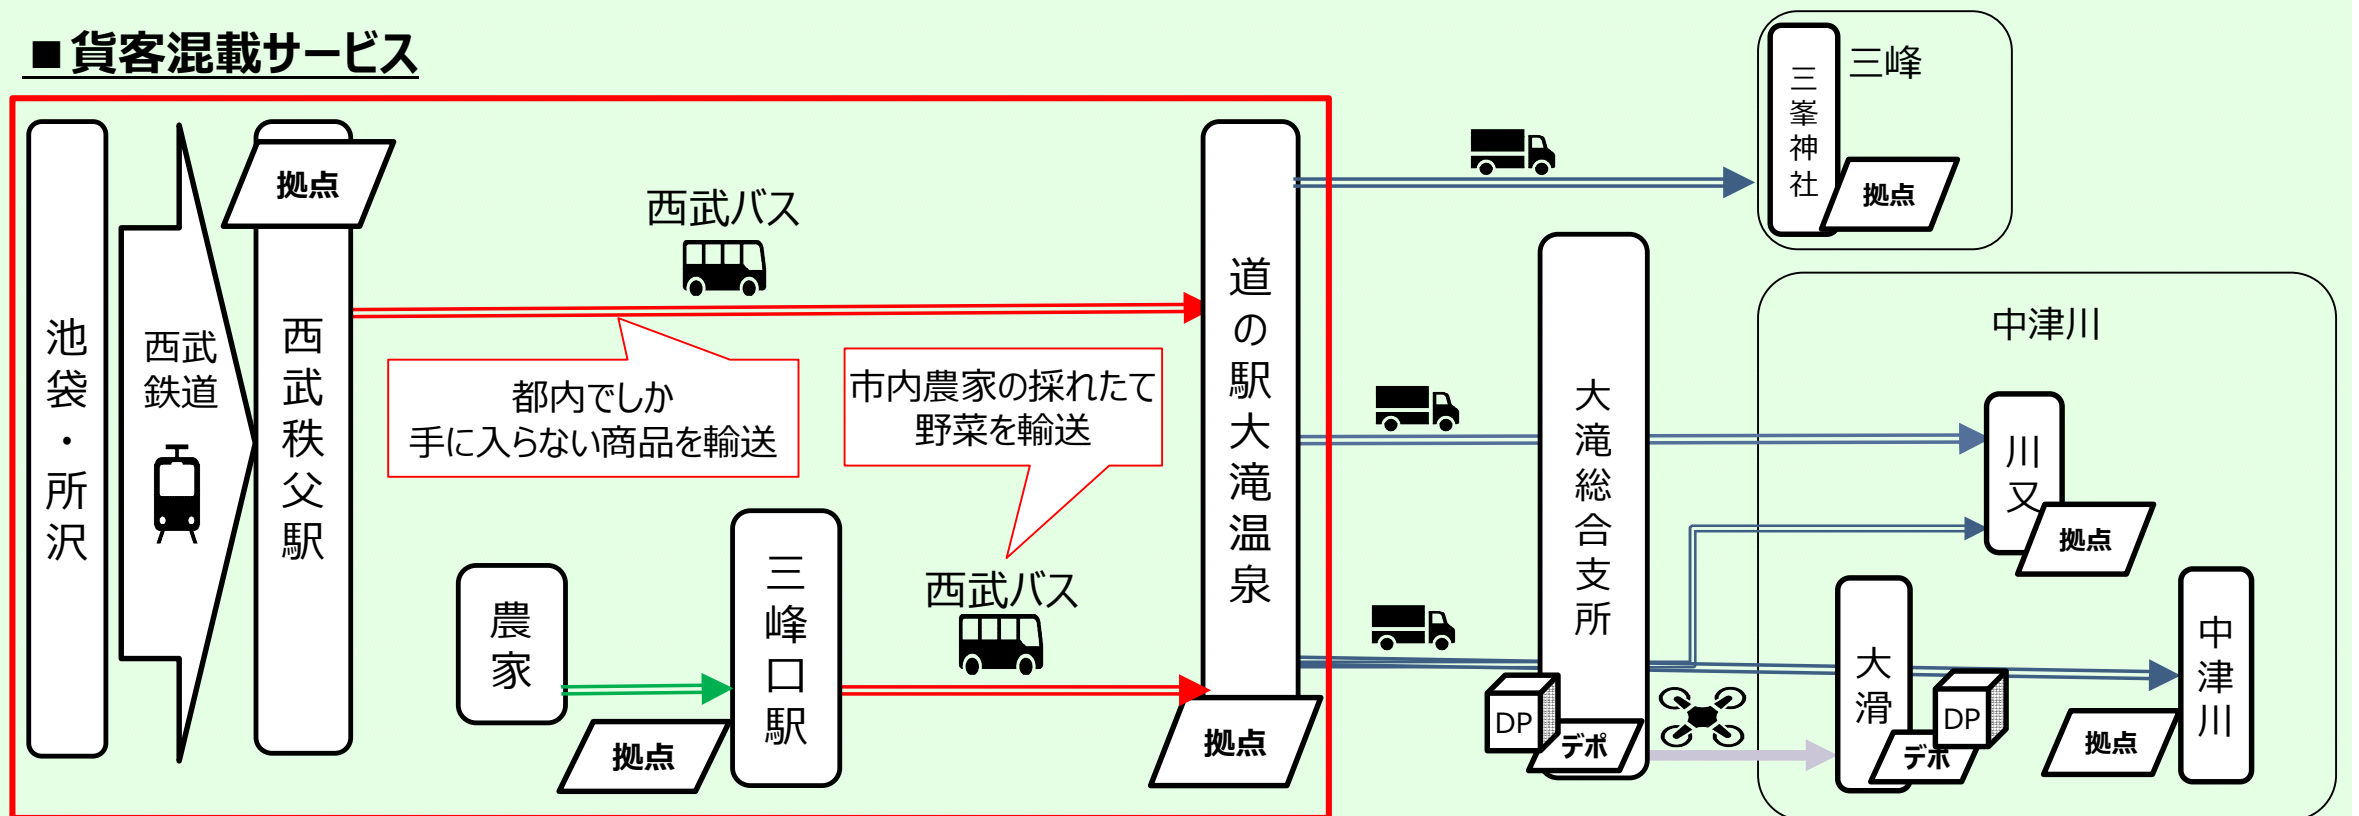 ■貨客混載サービス
池袋・所沢
西武
鉄道
拠点
西武秩父駅
西武バス
都内でしか
手に入らない商品を輸送
市内農家の採れたて
野菜を輸送
農家
拠点
三峰口駅
西武バス
道の駅大滝温泉
拠点
三峰
三峯神社
拠点
大滝総合支所
DP
デポ
中津川
川又
拠点
大滑
DP
デポ
拠点
中津川